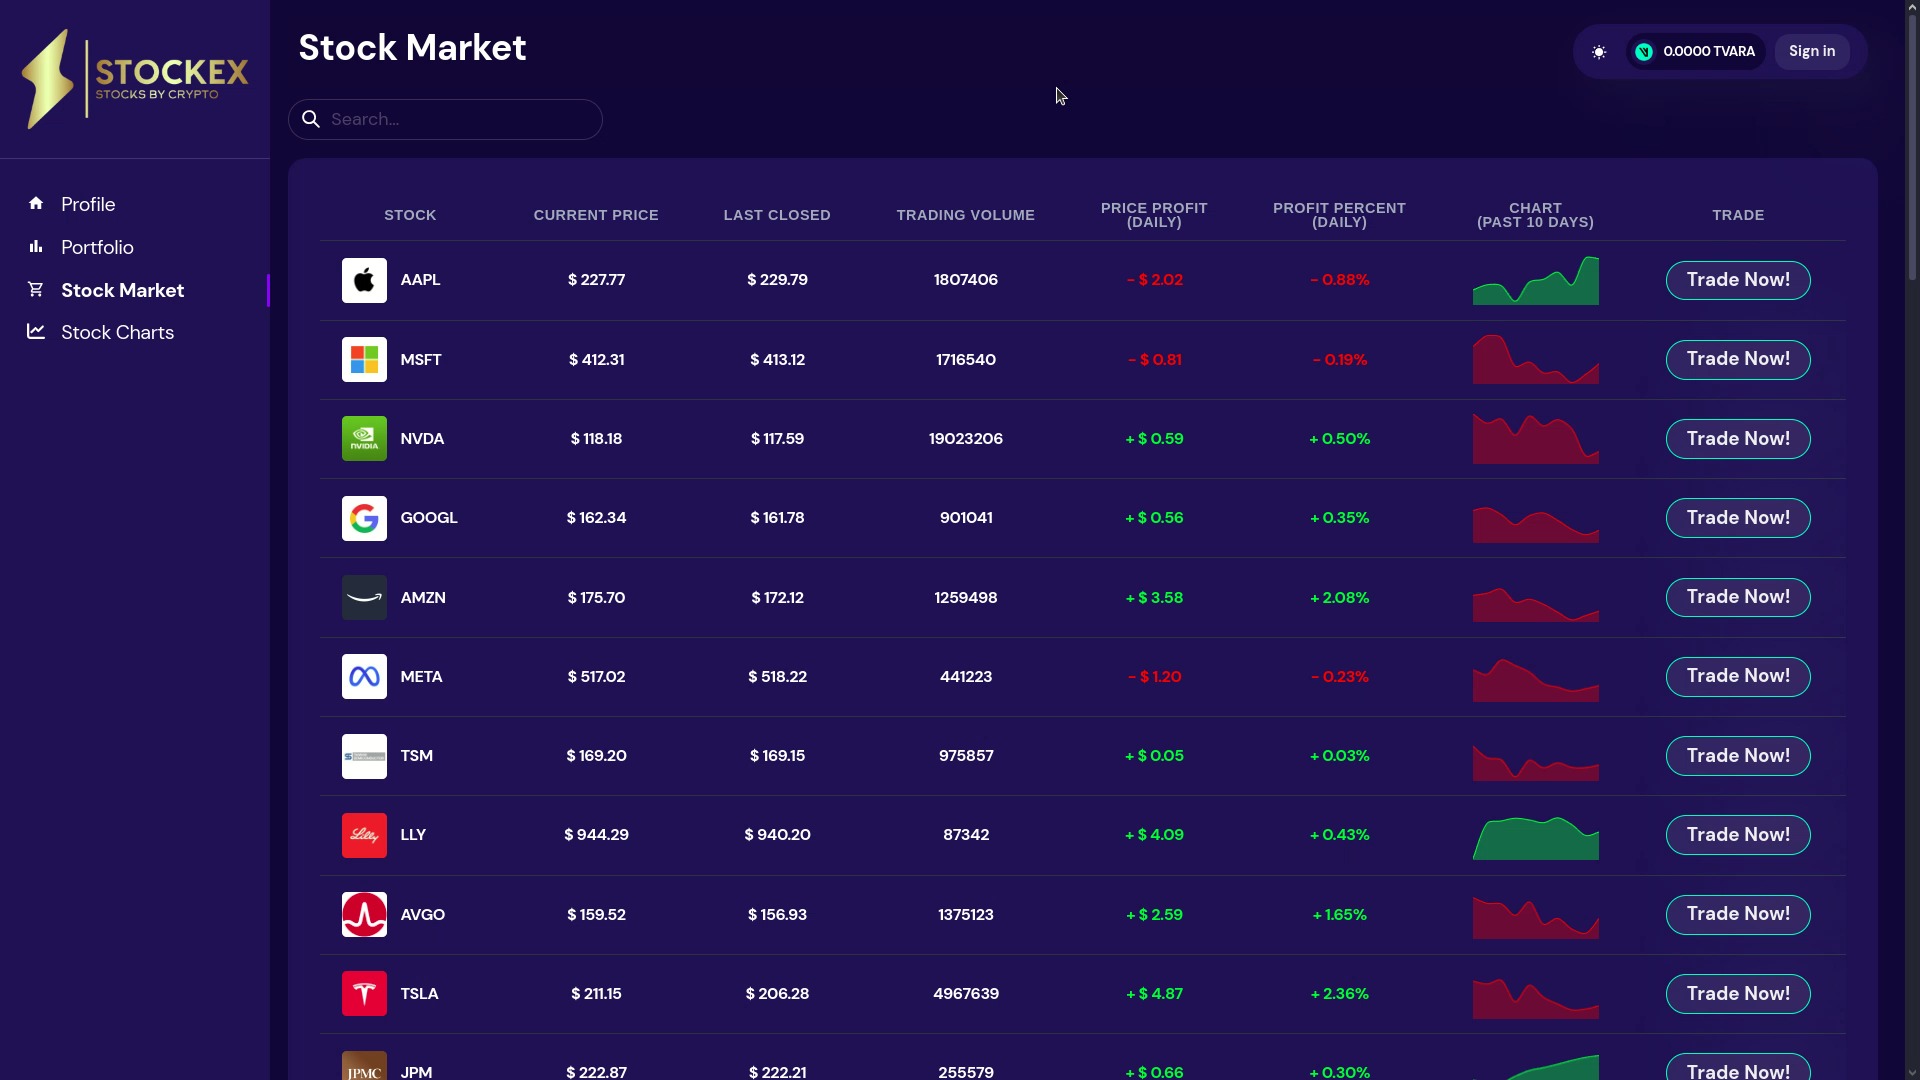 STOCKEX
STOCKS BY CRYPTO
Stock Market
0.0000 TVARA
Sign in
Search...
Profile
Portfolio
Stock Market
Stock Charts
STOCK CURRENT PRICE LAST CLOSED TRADING VOLUME PRICE PROFIT (DAILY) PROFIT PERCENT (DAILY) CHART (PAST 10 DAYS) TRADE
AAPL $ 227.77 $ 229.79 1807406 - $ 2.02 - 0.88% Trade Now!
MSFT $ 412.31 $ 413.12 1716540 - $ 0.81 - 0.19% Trade Now!
NVIDIA NVDA $ 118.18 $ 117.59 19023206 + $ 0.59 + 0.50% Trade Now!
GOOGL $ 162.34 $ 161.78 901041 + $ 0.56 + 0.35% Trade Now!
AMZN $ 175.70 $ 172.12 1259498 + $ 3.58 + 2.08% Trade Now!
META $ 517.02 $ 518.22 441223 - $ 1.20 - 0.23% Trade Now!
TSM $ 169.20 $ 169.15 975857 + $ 0.05 + 0.03% Trade Now!
Lilly LLY $ 944.29 $ 940.20 87342 + $ 4.09 + 0.43% Trade Now!
AVGO $ 159.52 $ 156.93 1375123 + $ 2.59 + 1.65% Trade Now!
TSLA $ 211.15 $ 206.28 4967639 + $ 4.87 + 2.36% Trade Now!
JPMC JPM $ 222.87 $ 222.21 255579 + $ 0.66 + 0.30% Trade Now!